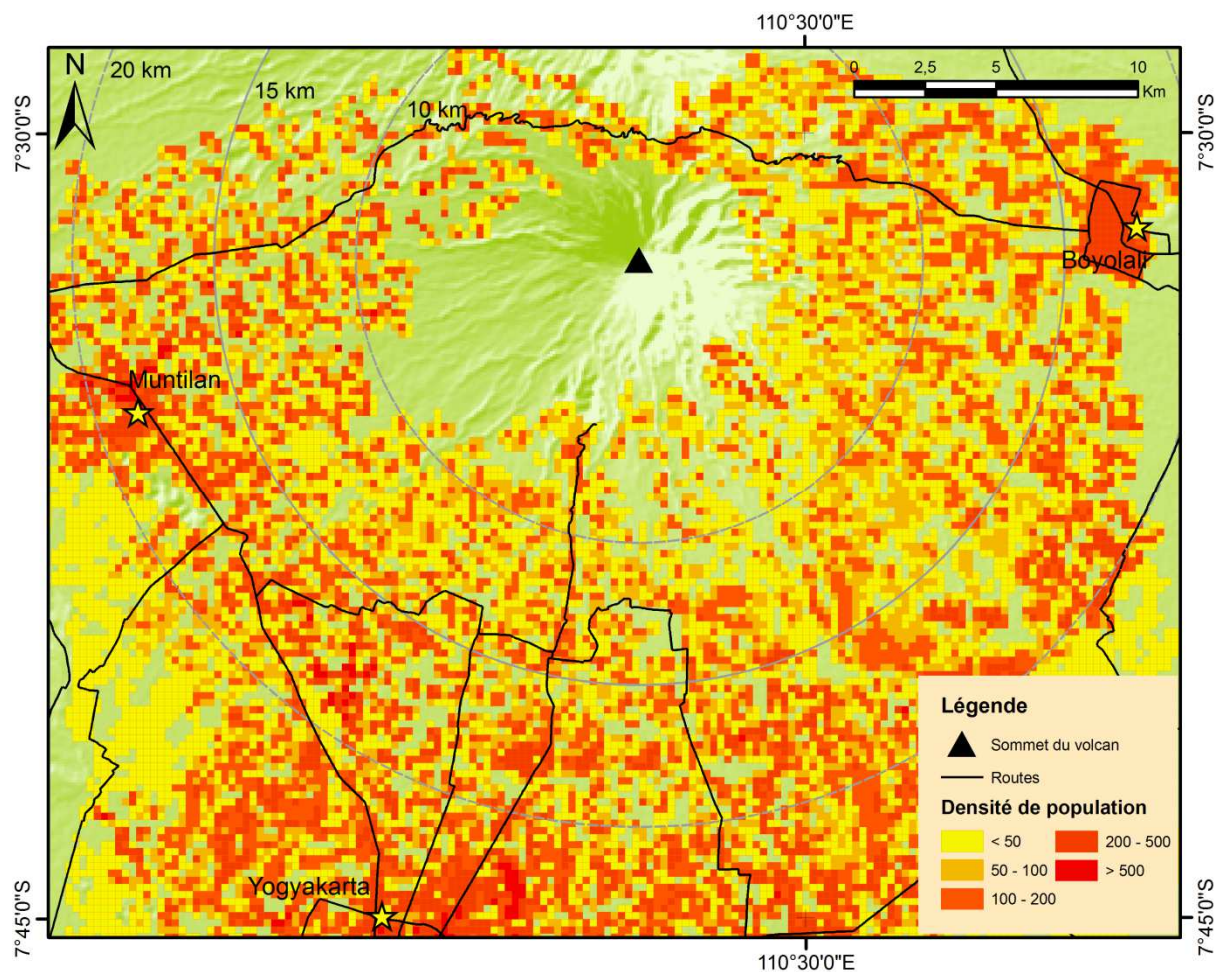 110°30'0"E
N
20 km
15 km
10 km
0 2,5 5 10
Km
7°30'0"S
7°30'0"S
Boyolali
Muntilan
Légende
Sommet du volcan
Routes
Densité de population
< 50
50 - 100
100 - 200
200 - 500
> 500
Yogyakarta
7°45'0"S
7°45'0"S
110°30'0"E